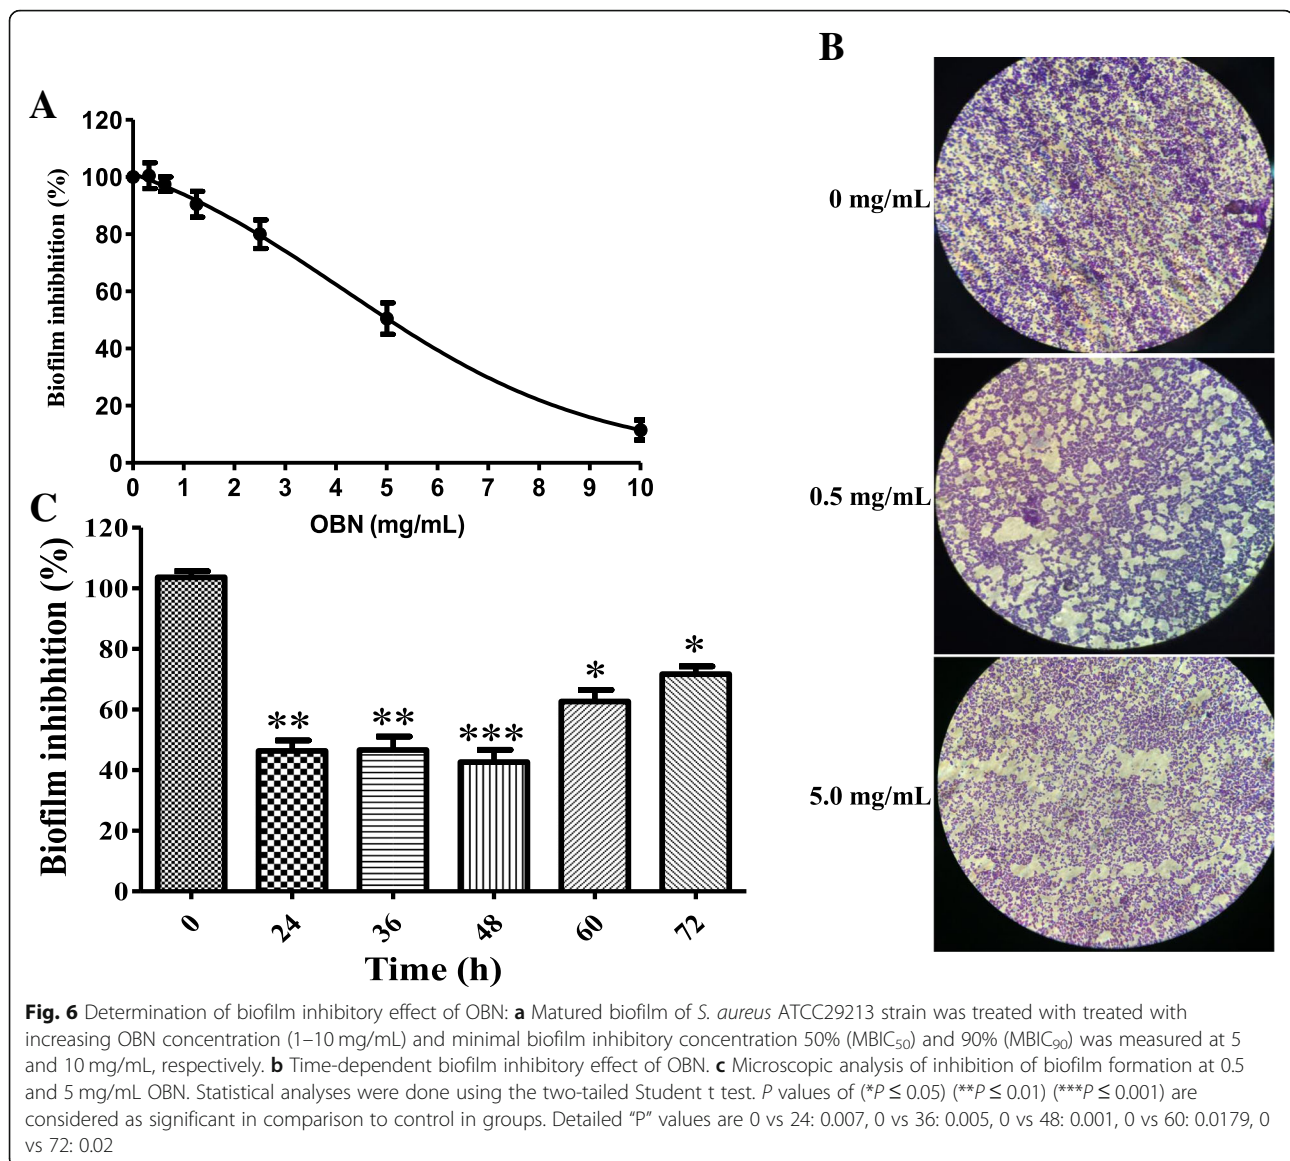 A
120
100
80
60
40
20
0
Biofilm inhibhition (%)
0 1 2 3 4 5 6 7 8 9 10
OBN (mg/mL)
B
0 mg/mL
0.5 mg/mL
5.0 mg/mL
C
120
100
80
60
40
20
0
Biofilm inhibhition (%)
** ** *** * *
0 24 36 48 60 72
Time (h)
Fig. 6 Determination of biofilm inhibitory effect of OBN: a Matured biofilm of S. aureus ATCC29213 strain was treated with treated with
increasing OBN concentration (1–10 mg/mL) and minimal biofilm inhibitory concentration 50% (MBIC50) and 90% (MBIC90) was measured at 5
and 10 mg/mL, respectively. b Time-dependent biofilm inhibitory effect of OBN. c Microscopic analysis of inhibition of biofilm formation at 0.5
and 5 mg/mL OBN. Statistical analyses were done using the two-tailed Student t test. P values of (*P ≤ 0.05) (**P ≤ 0.01) (***P ≤ 0.001) are
considered as significant in comparison to control in groups. Detailed “P” values are 0 vs 24: 0.007, 0 vs 36: 0.005, 0 vs 48: 0.001, 0 vs 60: 0.0179, 0
vs 72: 0.02